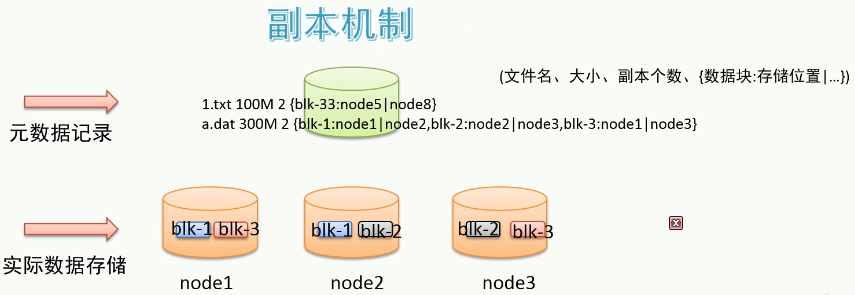 副本机制
(文件名、大小、副本个数、{数据块:存储位置|...})
1.txt 100M 2 {blk-33:node5|node8}
元数据记录
a.dat 300M 2 {blk-1:node1|node2,blk-2:node2|node3,blk-3:node1|node3}
blk-1 blk-3 blk-1 blk-2 blk-2 blk-3
实际数据存储
node1 node2 node3